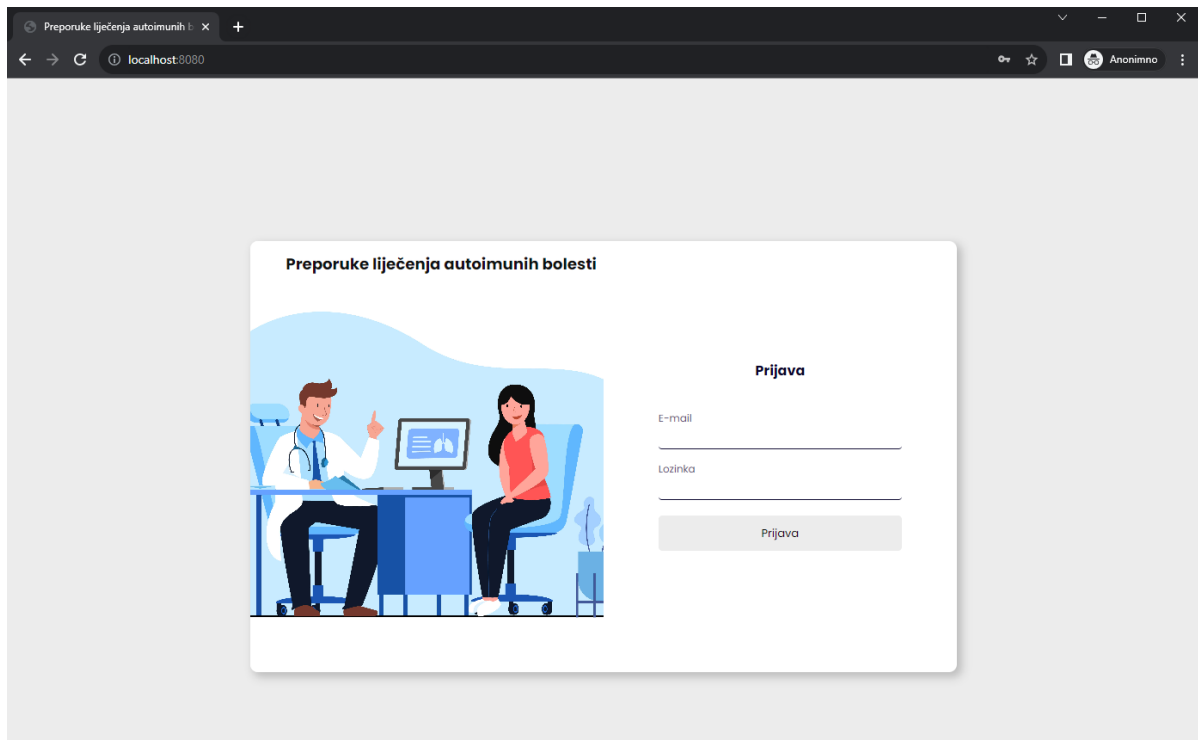 Preporuke liječenja autoimunih b
localhost:8080
Anonimno
Preporuke liječenja autoimunih bolesti
Prijava
E-mail
Lozinka
Prijava